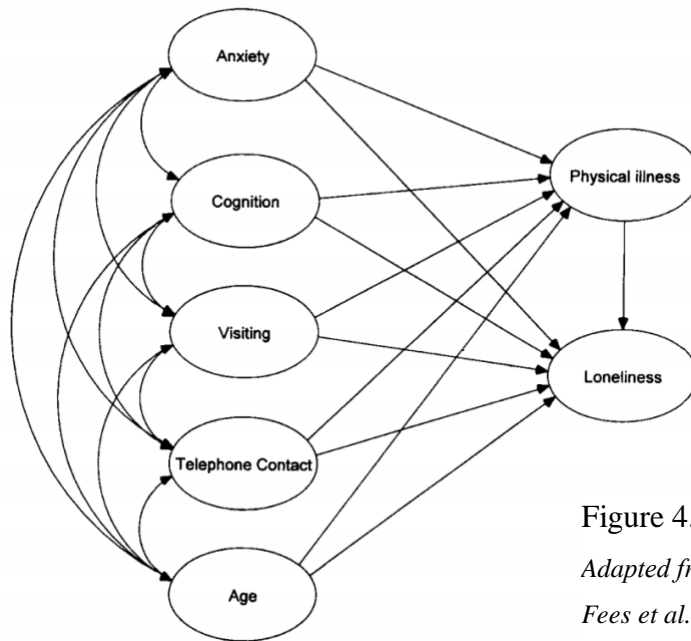 Anxiety
Cognition
Visiting
Telephone Contact
Age
Physical illness
Loneliness
Figure 4.
Adapted fr
Fees et al.